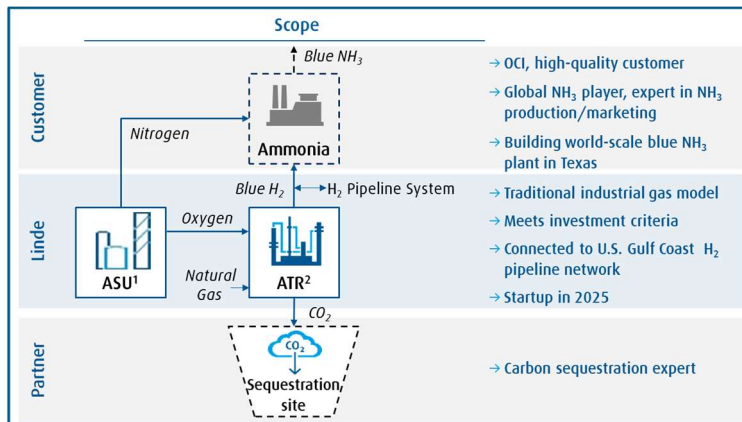 Scope
Customer
Blue NH₃
Nitrogen
Ammonia
→ OCI, high-quality customer
→ Global NH₃ player, expert in NH₃
production/marketing
→ Building world-scale blue NH₃
plant in Texas
Linde
Blue H₂
H₂ Pipeline System
Oxygen
ASU¹
Natural
Gas
ATR²
→ Traditional industrial gas model
→ Meets investment criteria
→ Connected to U.S. Gulf Coast H₂
pipeline network
→ Startup in 2025
Partner
CO₂
CO₂
Sequestration
site
→ Carbon sequestration expert